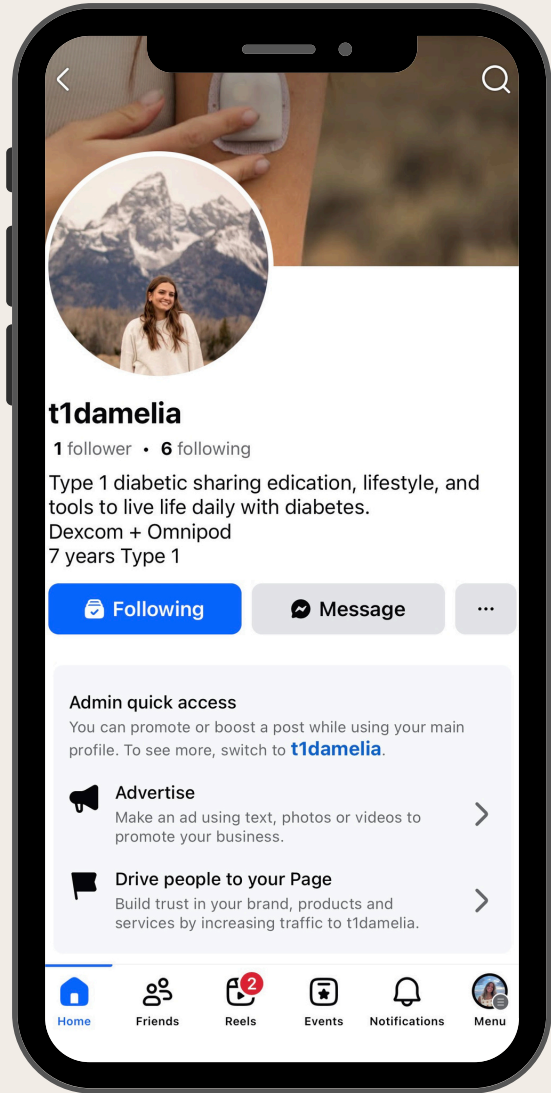 t1damelia
1 follower • 6 following
Type 1 diabetic sharing edication, lifestyle, and
tools to live life daily with diabetes.
Dexcom + Omnipod
7 years Type 1
Following
Message
...
Admin quick access
You can promote or boost a post while using your main
profile. To see more, switch to t1damelia.
Advertise
Make an ad using text, photos or videos to
promote your business.
Drive people to your Page
Build trust in your brand, products and
services by increasing traffic to t1damelia.
2
Home Friends Reels Events Notifications Menu